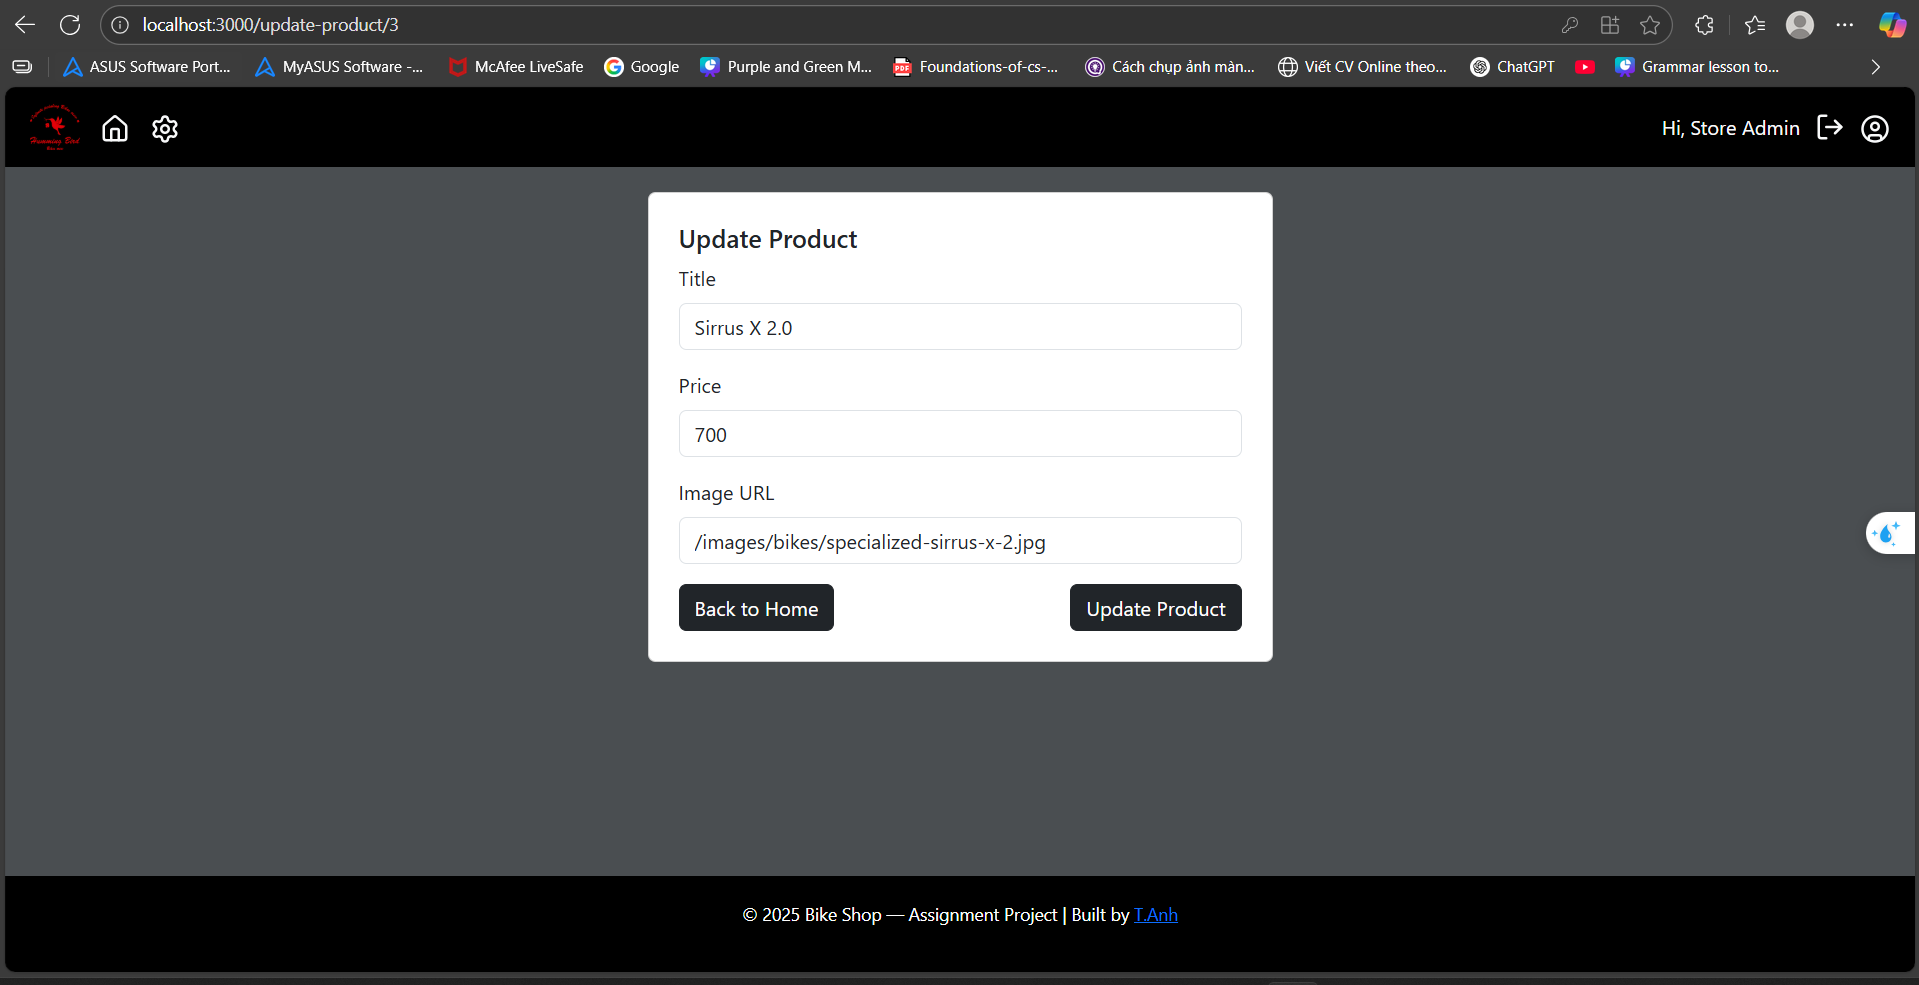 localhost:3000/update-product/3
ASUS Software Port... MyASUS Software -... McAfee LiveSafe Google Purple and Green M... Foundations-of-cs-... Cách chụp ảnh màn... Viết CV Online theo... ChatGPT Grammar lesson to...
Humming Bird
Hi, Store Admin
Update Product
Title
Sirrus X 2.0
Price
700
Image URL
/images/bikes/specialized-sirrus-x-2.jpg
Back to Home Update Product
© 2025 Bike Shop — Assignment Project | Built by T.Anh